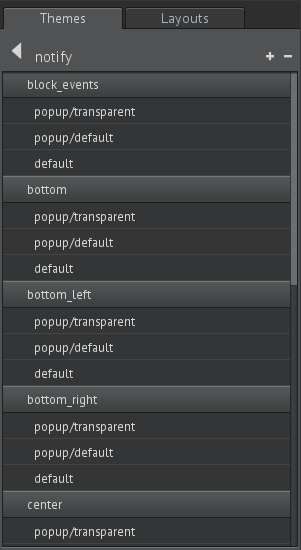 Themes Layouts
notify + −
block_events
popup/transparent
popup/default
default
bottom
popup/transparent
popup/default
default
bottom_left
popup/transparent
popup/default
default
bottom_right
popup/transparent
popup/default
default
center
popup/transparent